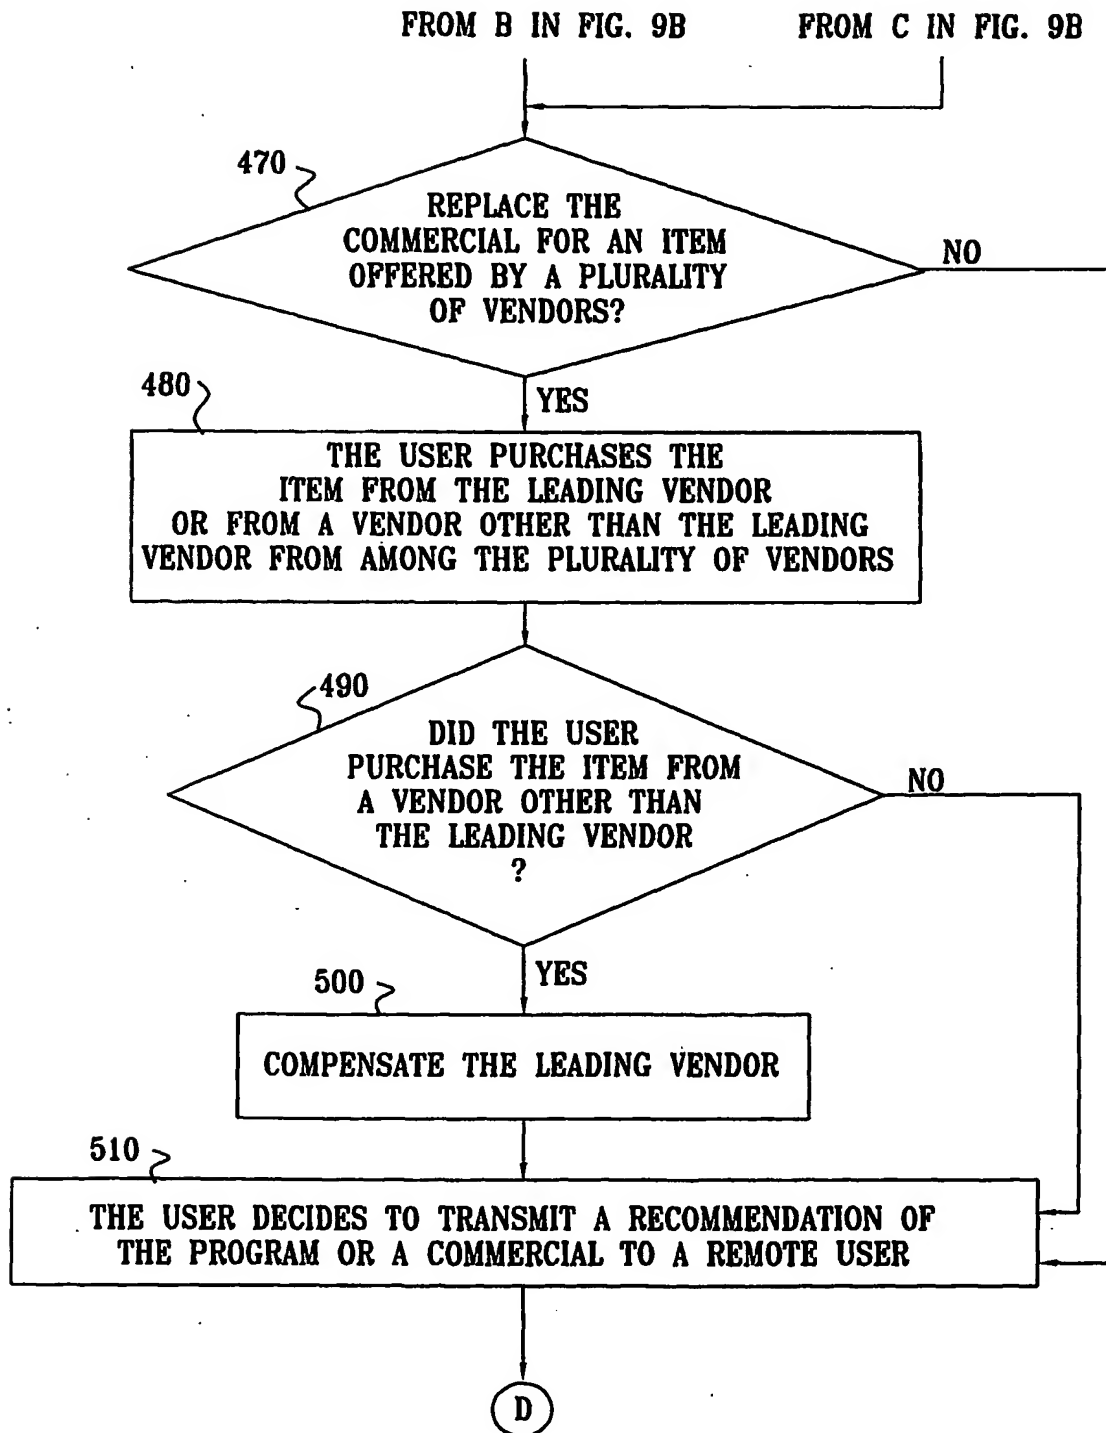 FROM B IN FIG. 9B
FROM C IN FIG. 9B
470
REPLACE THE
COMMERCIAL FOR AN ITEM
OFFERED BY A PLURALITY
OF VENDORS?
NO
YES
480
THE USER PURCHASES THE
ITEM FROM THE LEADING VENDOR
OR FROM A VENDOR OTHER THAN THE LEADING
VENDOR FROM AMONG THE PLURALITY OF VENDORS
490
DID THE USER
PURCHASE THE ITEM FROM
A VENDOR OTHER THAN
THE LEADING VENDOR
?
NO
YES
500
COMPENSATE THE LEADING VENDOR
510
THE USER DECIDES TO TRANSMIT A RECOMMENDATION OF
THE PROGRAM OR A COMMERCIAL TO A REMOTE USER
D